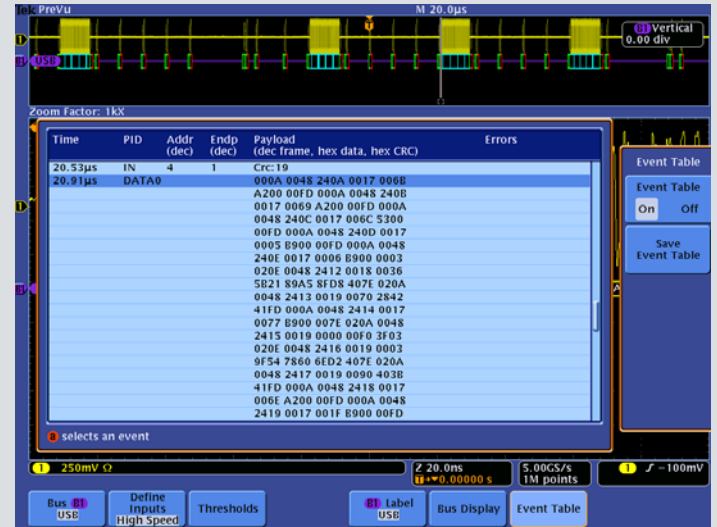 Tek PreVu M 20.0µs
B1 Vertical
0.00 div
1
B1 USB
Zoom Factor: 1kX
Time PID Addr (dec) Endp (dec) Payload (dec frame, hex data, hex CRC) Errors
20.53µs IN 4 1 Crc:19
20.91µs DATA0 000A 0048 240A 0017 006B
A200 00FD 000A 0048 240B
0017 0069 A200 00FD 000A
0048 240C 0017 006C 5300
00FD 000A 0048 240D 0017
0005 B900 00FD 000A 0048
240E 0017 0006 B900 0003
020E 0048 2412 0018 0036
5B21 89A5 8FD8 407E 020A
0048 2413 0019 0070 2842
41FD 000A 0048 2414 0017
0077 B900 007E 020A 0048
2415 0019 0000 00F0 3F03
020E 0048 2416 0019 0003
9F54 7860 6ED2 407E 020A
0048 2417 0019 0090 403B
41FD 000A 0048 2418 0017
006E A200 00FD 000A 0048
2419 0017 001F B900 00FD
a selects an event
Event Table
Event Table
On Off
Save
Event Table
1 250mV Ω
Z 20.0ns
T 0.00000 s
5.00GS/s
1M points
1 -100mV
Bus B1
USB
Define
Inputs
High Speed
Thresholds
B1 Label
USB
Bus Display
Event Table